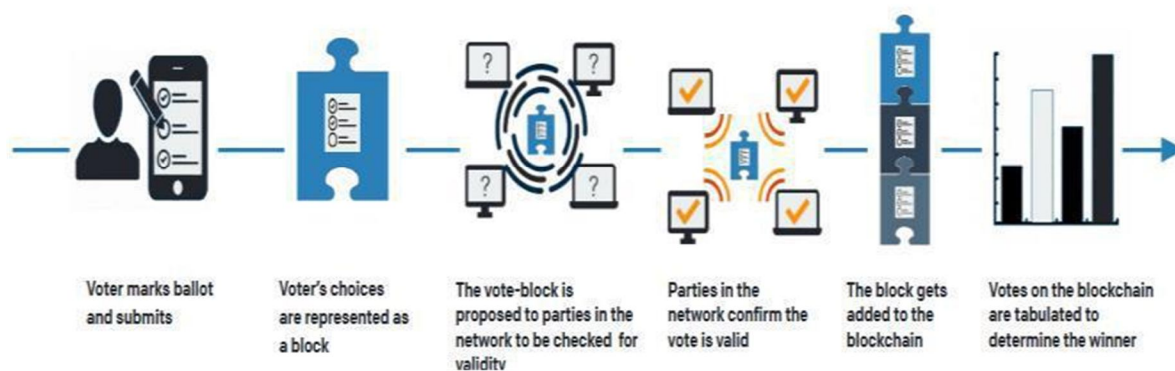 Voter marks ballot
and submits
Voter's choices
are represented as
a block
The vote-block is
proposed to parties in the
network to be checked for
validity
Parties in the
network confirm the
vote is valid
The block gets
added to the
blockchain
Votes on the blockchain
are tabulated to
determine the winner